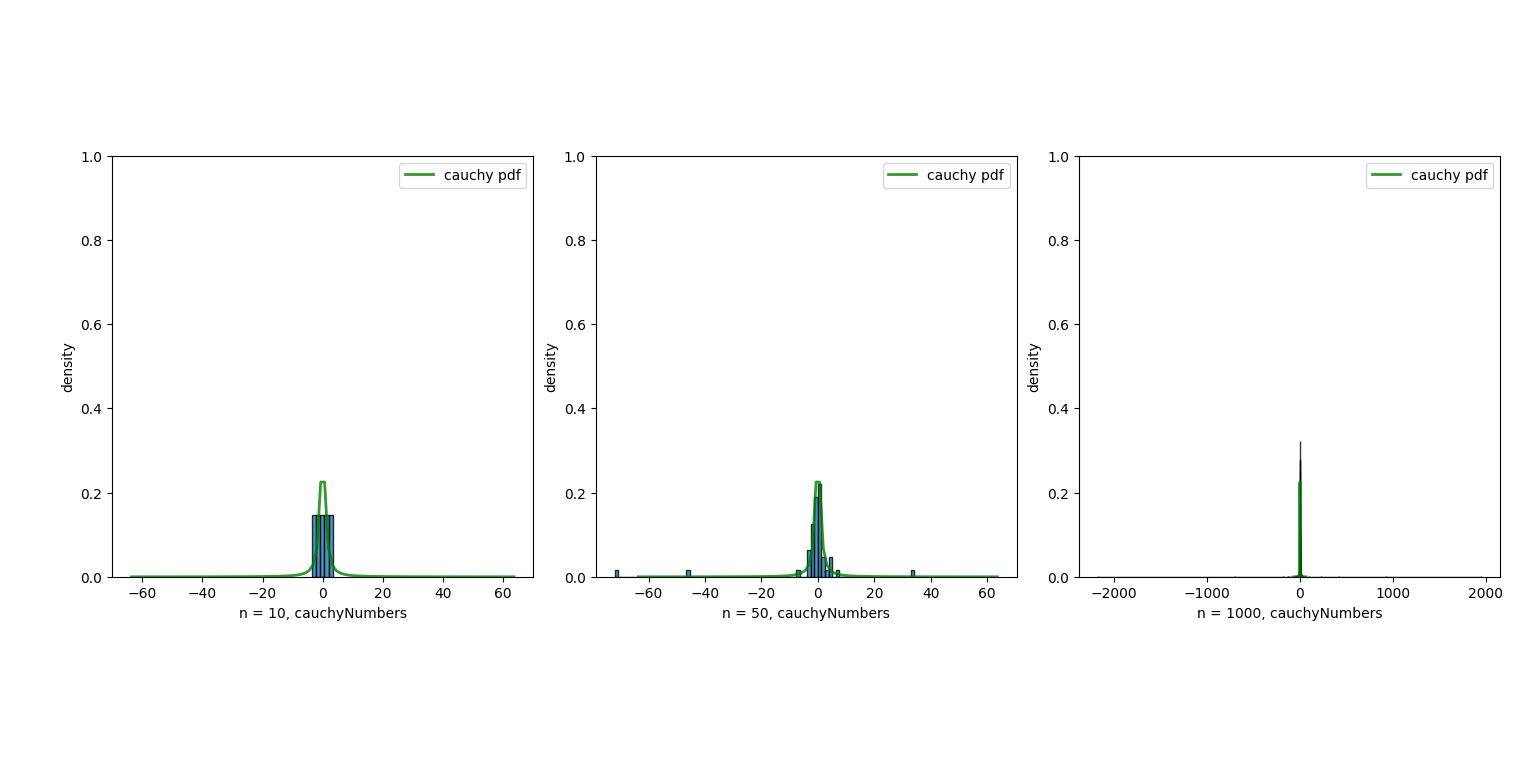 1.0
0.8
0.6
0.4
0.2
0.0
density
cauchy pdf
−60 −40 −20 0 20 40 60
n = 10, cauchyNumbers
1.0
0.8
0.6
0.4
0.2
0.0
density
cauchy pdf
−60 −40 −20 0 20 40 60
n = 50, cauchyNumbers
1.0
0.8
0.6
0.4
0.2
0.0
density
cauchy pdf
−2000 −1000 0 1000 2000
n = 1000, cauchyNumbers